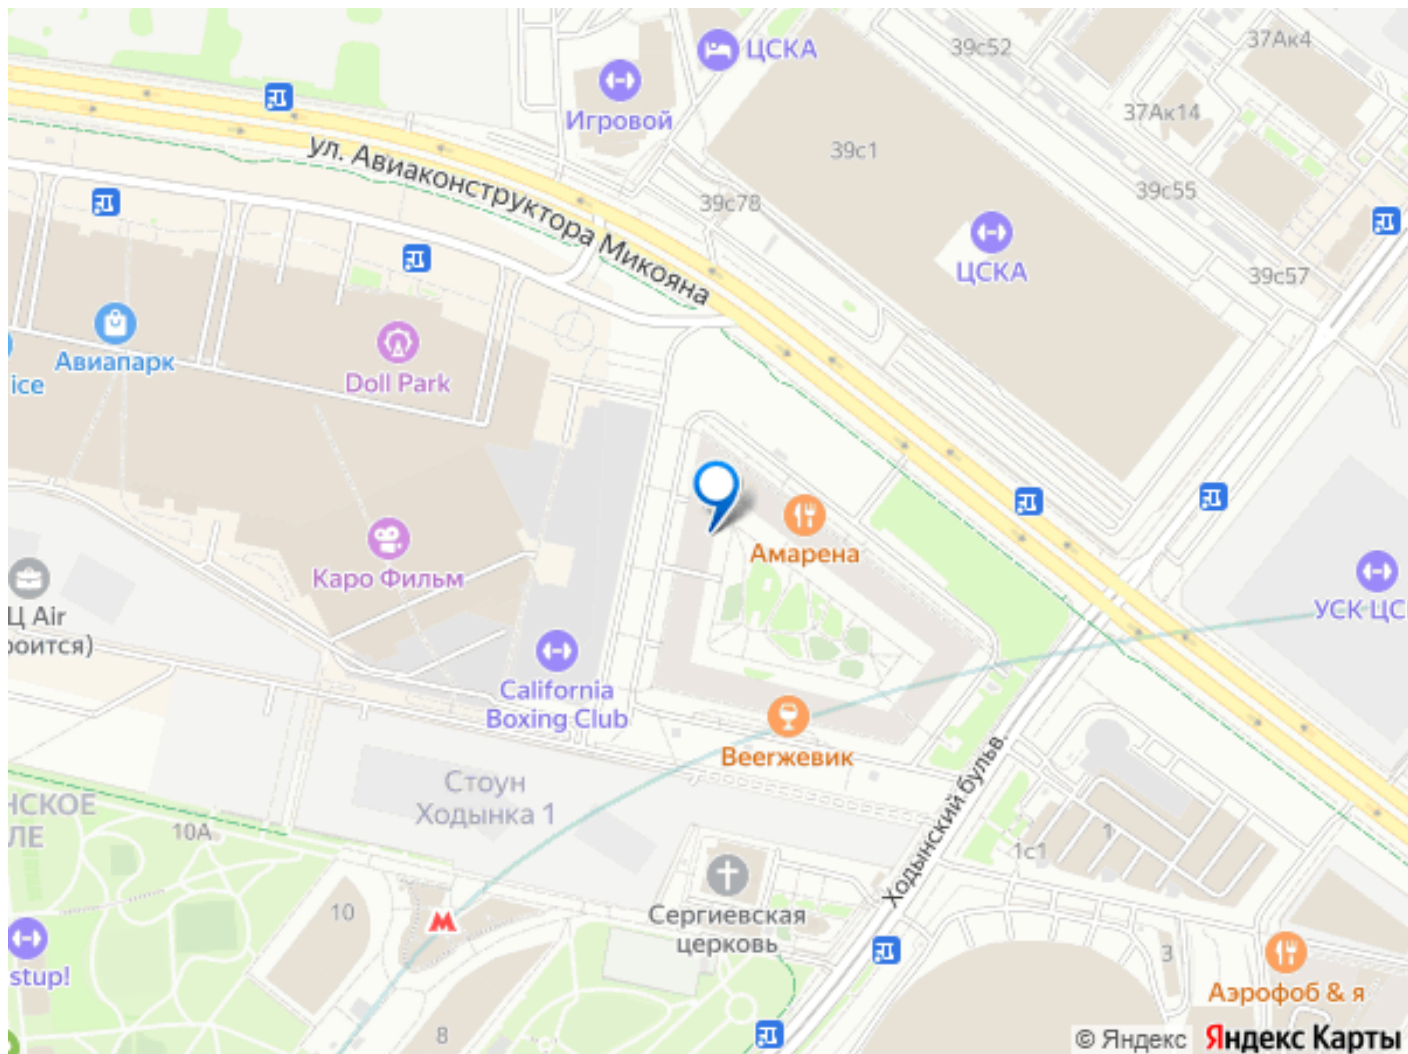 ЦСКА
39с52
37Ак4
Игровой
37Ак14
39с1
ул. Авиаконструктора Микояна
39с78
39с55
ЦСКА
39с57
Авиапарк
ice
Doll Park
Амарена
Каро Фильм
Ц Air
роится)
УСК ЦС
California
Boxing Club
Веегжевик
Ходынский бульв.
Стоун
Ходынка 1
НСКОЕ
ЛЕ
10А
1
1с1
10
Сергиевская
церковь
stup!
3
Аэрофоб & я
8
© Яндекс Яндекс Карты